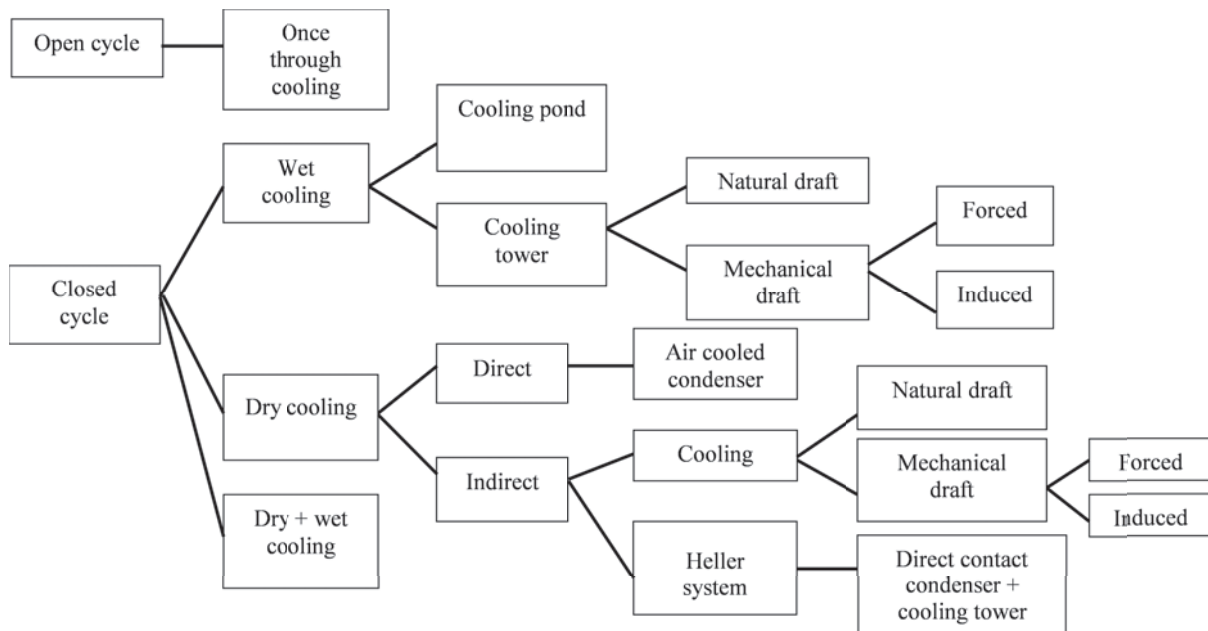 Open cycle
Once
through
cooling
Cooling pond
Wet
cooling
Natural draft
Cooling
tower
Forced
Mechanical
draft
Induced
Closed
cycle
Direct
Air cooled
condenser
Dry cooling
Natural draft
Indirect
Cooling
Mechanical
draft
Forced
Induced
Dry + wet
cooling
Heller
system
Direct contact
condenser +
cooling tower